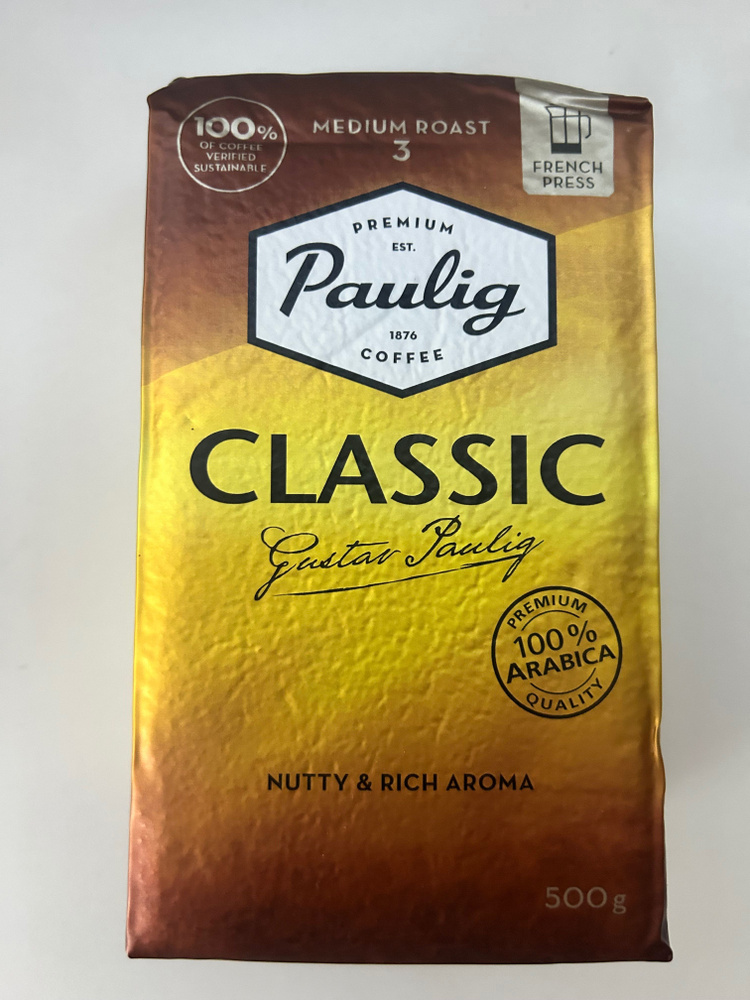 100%
OF COFFEE
VERIFIED
SUSTAINABLE
MEDIUM ROAST
3
FRENCH
PRESS
PREMIUM
EST.
Paulig
1876
COFFEE
CLASSIC
Gustav Paulig
PREMIUM
100%
ARABICA
QUALITY
NUTTY & RICH AROMA
500g